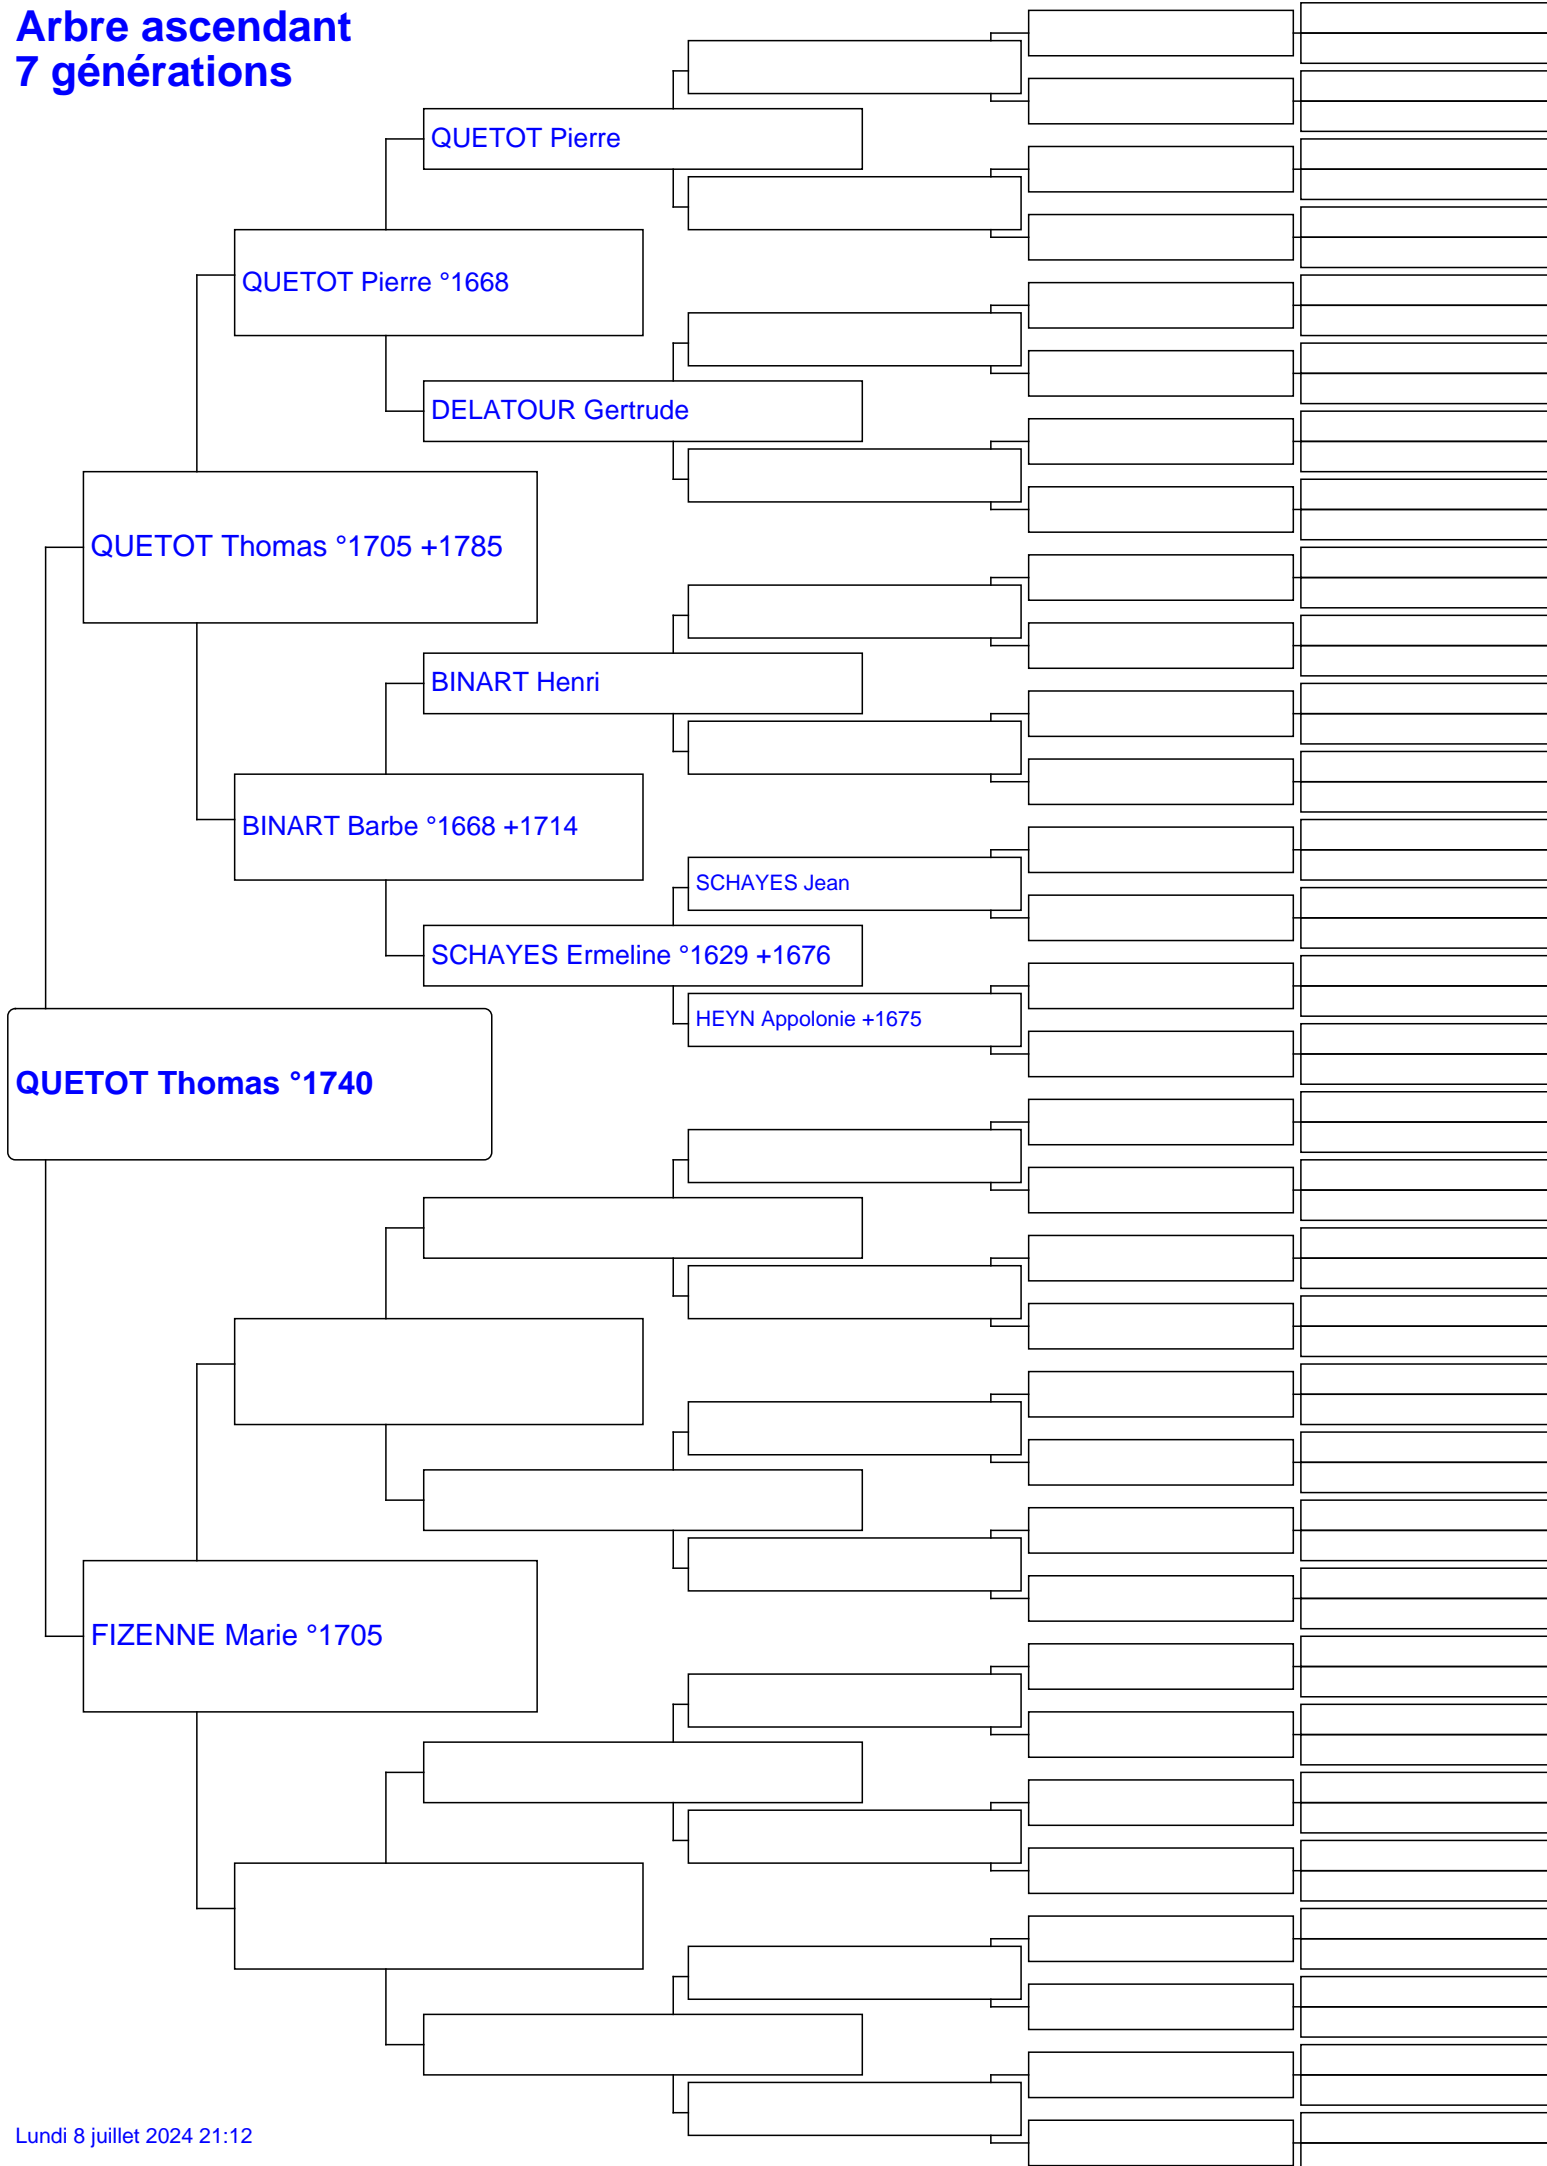 Arbre ascendant
7 générations
QUETOT Pierre
QUETOT Pierre °1668
DELATOUR Gertrude
QUETOT Thomas °1705 +1785
BINART Henri
BINART Barbe °1668 +1714
SCHAYES Jean
SCHAYES Ermeline °1629 +1676
HEYN Appolonie +1675
QUETOT Thomas °1740
FIZENNE Marie °1705
Lundi 8 juillet 2024 21:12